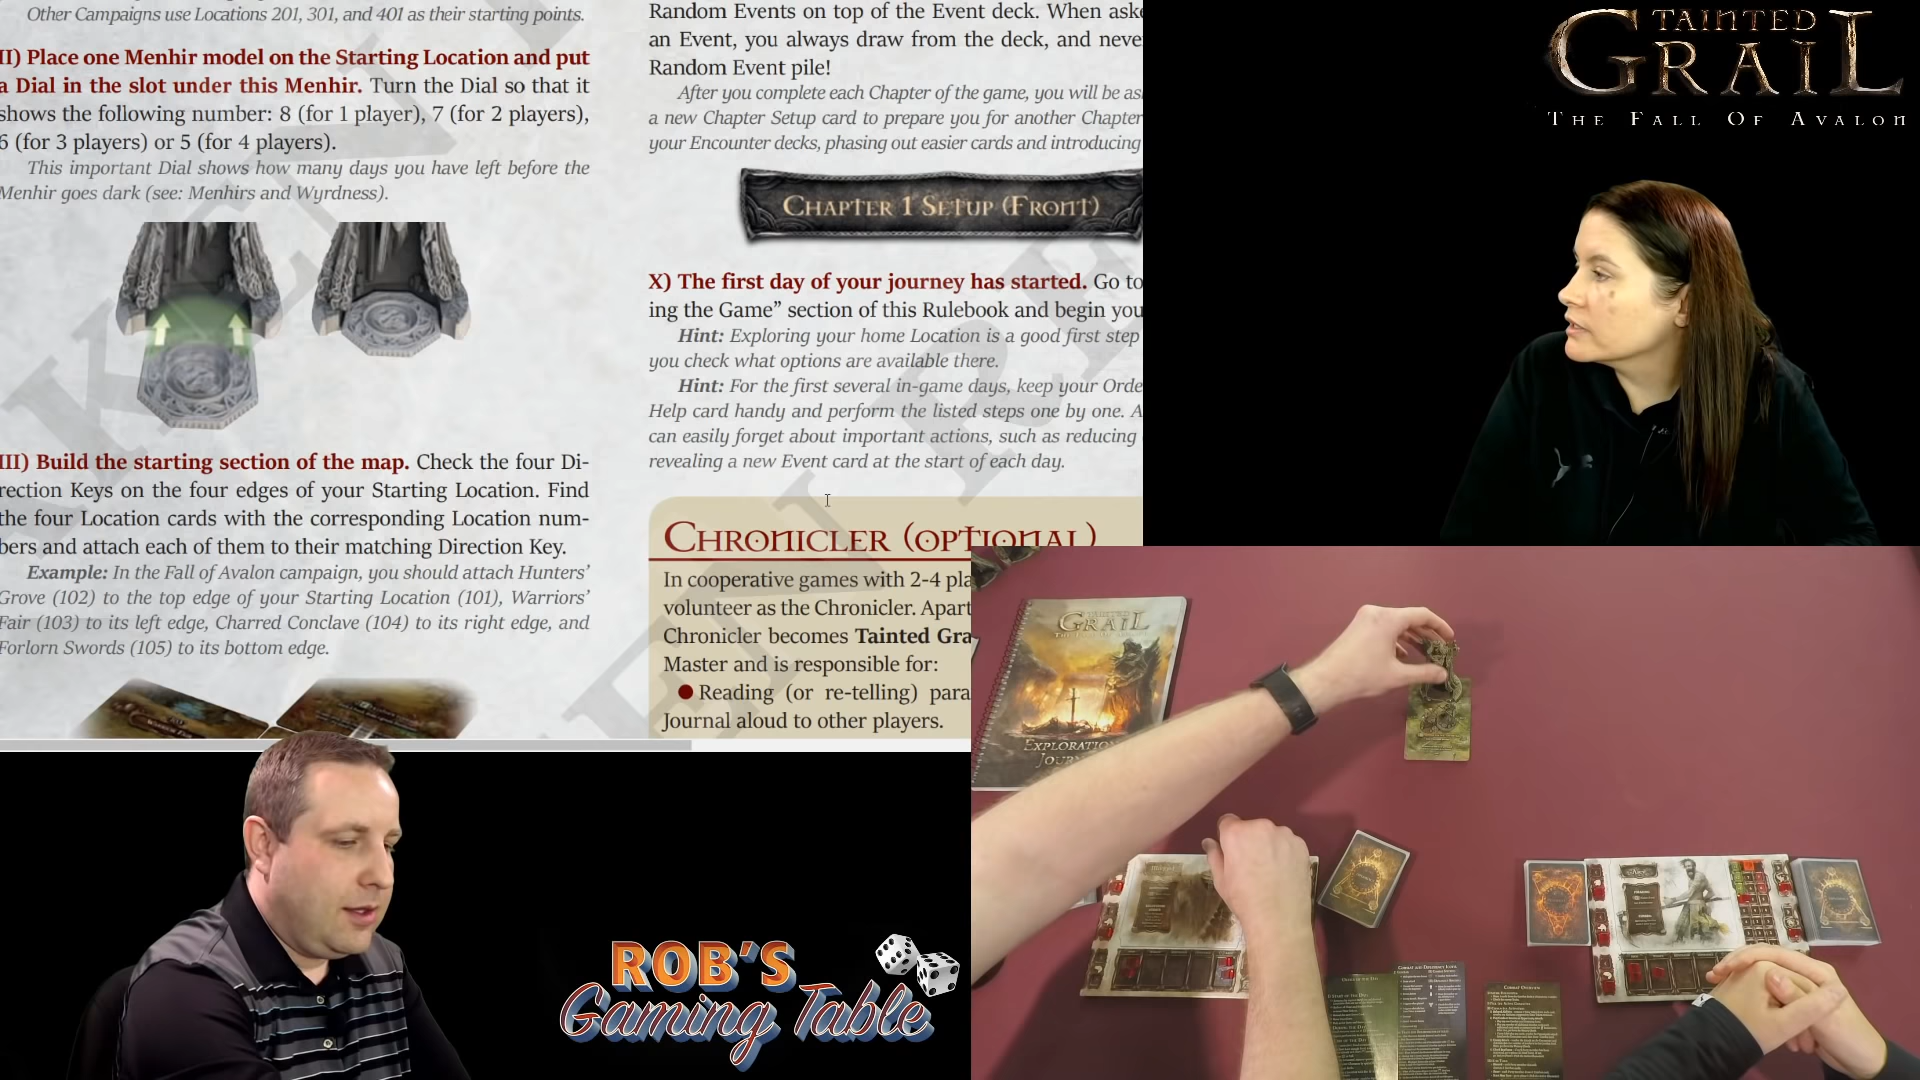 Other Campaigns use Locations 201, 301, and 401 as their starting points.
II) Place one Menhir model on the Starting Location and put
a Dial in the slot under this Menhir. Turn the Dial so that it
shows the following number: 8 (for 1 player), 7 (for 2 players),
6 (for 3 players) or 5 (for 4 players).
This important Dial shows how many days you have left before the
Menhir goes dark (see: Menhirs and Wyrdness).
III) Build the starting section of the map. Check the four Di-
rection Keys on the four edges of your Starting Location. Find
the four Location cards with the corresponding Location num-
bers and attach each of them to their matching Direction Key.
Example: In the Fall of Avalon campaign, you should attach Hunters'
Grove (102) to the top edge of your Starting Location (101), Warriors'
Fair (103) to its left edge, Charred Conclave (104) to its right edge, and
Forlorn Swords (105) to its bottom edge.
Random Events on top of the Event deck. When aske
an Event, you always draw from the deck, and neve
Random Event pile!
After you complete each Chapter of the game, you will be as
a new Chapter Setup card to prepare you for another Chapter
your Encounter decks, phasing out easier cards and introducing
Chapter 1 Setup (Front)
X) The first day of your journey has started. Go to
ing the Game" section of this Rulebook and begin you
Hint: Exploring your home Location is a good first step
you check what options are available there.
Hint: For the first several in-game days, keep your Orde
Help card handy and perform the listed steps one by one. A
can easily forget about important actions, such as reducing
revealing a new Event card at the start of each day.
Chronicler (optional)
In cooperative games with 2-4 pla
volunteer as the Chronicler. Apart
Chronicler becomes Tainted Gra
Master and is responsible for:
● Reading (or re-telling) para
Journal aloud to other players.
TAINTED
GRAIL
THE FALL OF AVALON
TAINTED
GRAIL
EXPLORATION
JOUR
ROB'S
Gaming Table